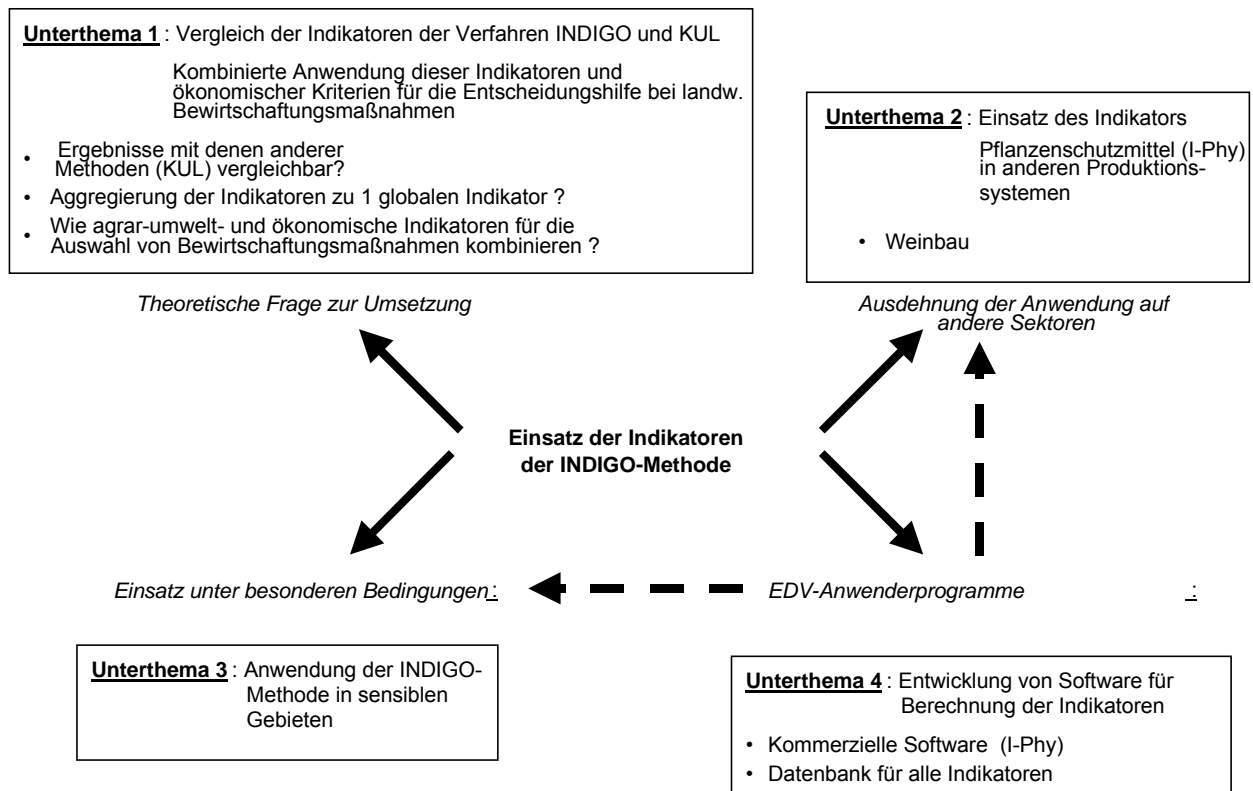 Unterthema 1 : Vergleich der Indikatoren der Verfahren INDIGO und KUL
Kombinierte Anwendung dieser Indikatoren und
ökonomischer Kriterien für die Entscheidungshilfe bei landw.
Bewirtschaftungsmaßnahmen
• Ergebnisse mit denen anderer
Methoden (KUL) vergleichbar?
• Aggregierung der Indikatoren zu 1 globalen Indikator ?
• Wie agrar-umwelt- und ökonomische Indikatoren für die
Auswahl von Bewirtschaftungsmaßnahmen kombinieren ?
Unterthema 2 : Einsatz des Indikators
Pflanzenschutzmittel (I-Phy)
in anderen Produktions-
systemen
• Weinbau
Theoretische Frage zur Umsetzung
Ausdehnung der Anwendung auf
andere Sektoren
Einsatz der Indikatoren
der INDIGO-Methode
Einsatz unter besonderen Bedingungen:
EDV-Anwenderprogramme :
Unterthema 3 : Anwendung der INDIGO-
Methode in sensiblen
Gebieten
Unterthema 4 : Entwicklung von Software für
Berechnung der Indikatoren
• Kommerzielle Software (I-Phy)
• Datenbank für alle Indikatoren